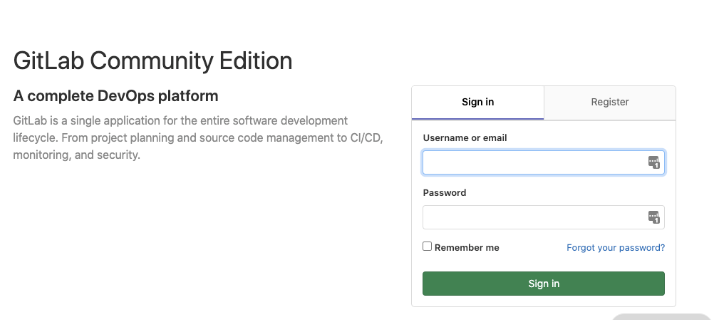 GitLab Community Edition
A complete DevOps platform
GitLab is a single application for the entire software development
lifecycle. From project planning and source code management to CI/CD,
monitoring, and security.
Sign in
Register
Username or email
Password
Remember me
Forgot your password?
Sign in